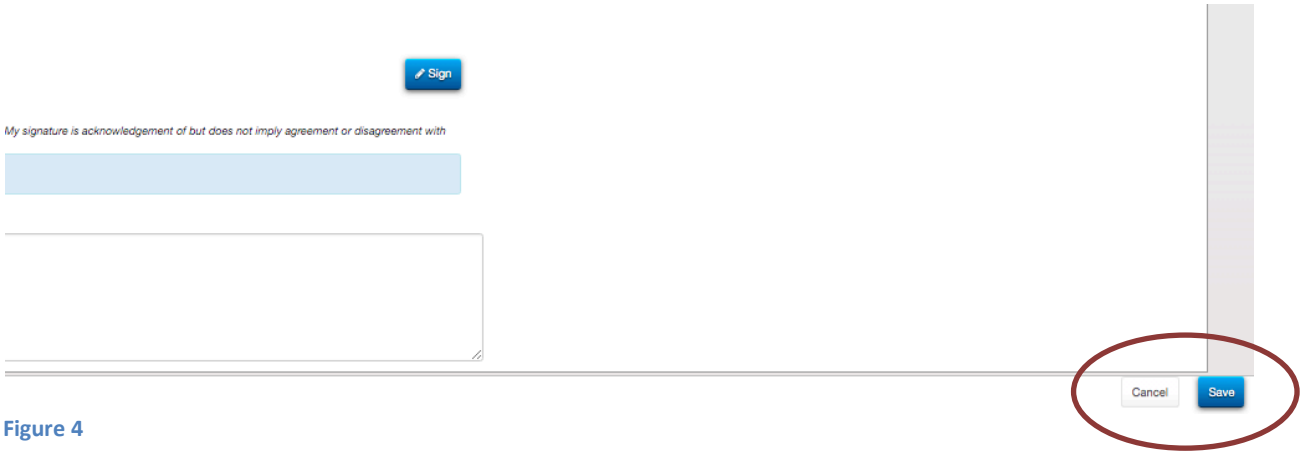 Sign
My signature is acknowledgement of but does not imply agreement or disagreement with
Cancel Save
Figure 4